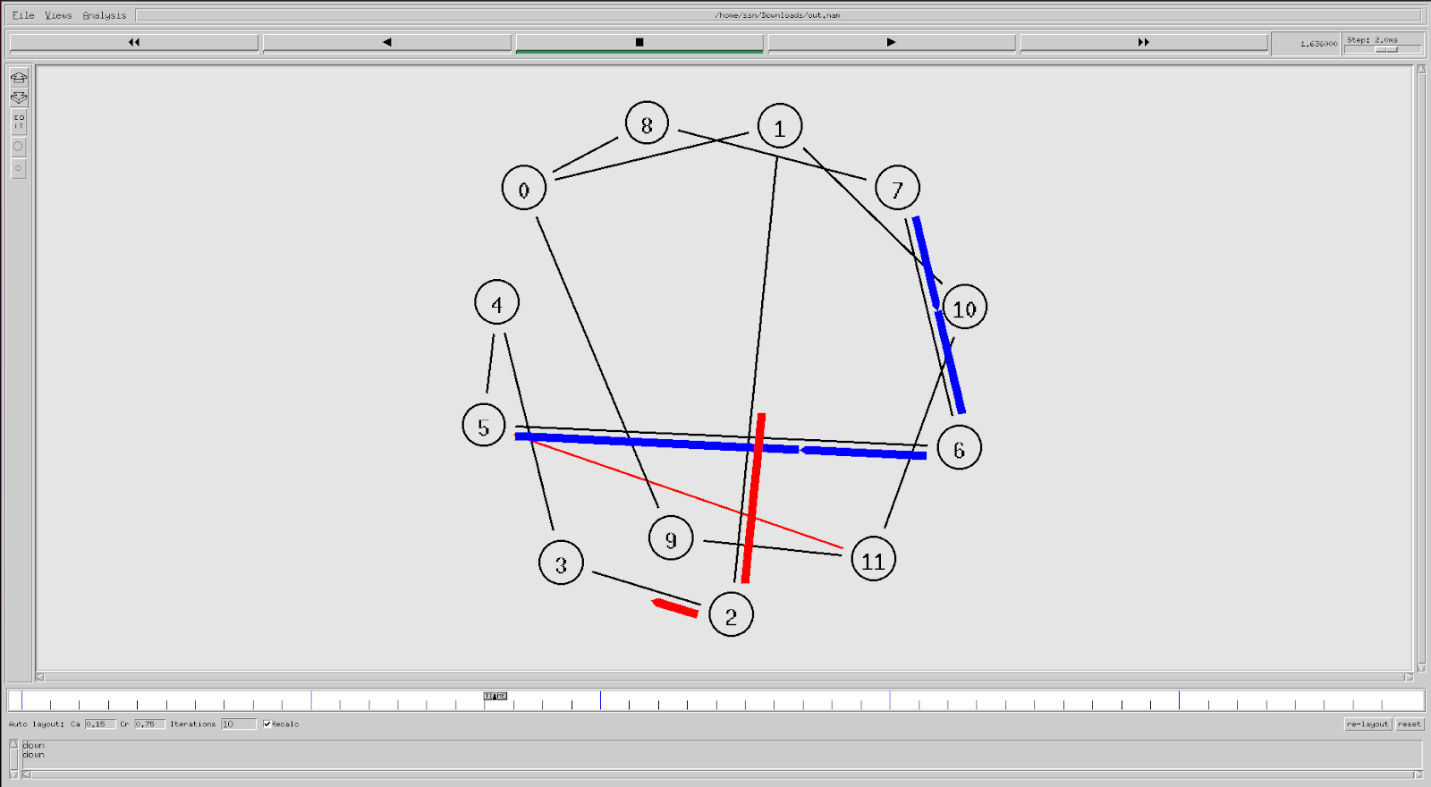 File Views Analysis /home/ssn/Downloads/out.nam
1.636000 Step: 2.0ms
ED
IT
8
1
0
7
4
10
5
6
9
3
11
2
Auto layout: Ca 0.15 Cr 0.75 Iterations 10 Recalc re-layout reset
down
down